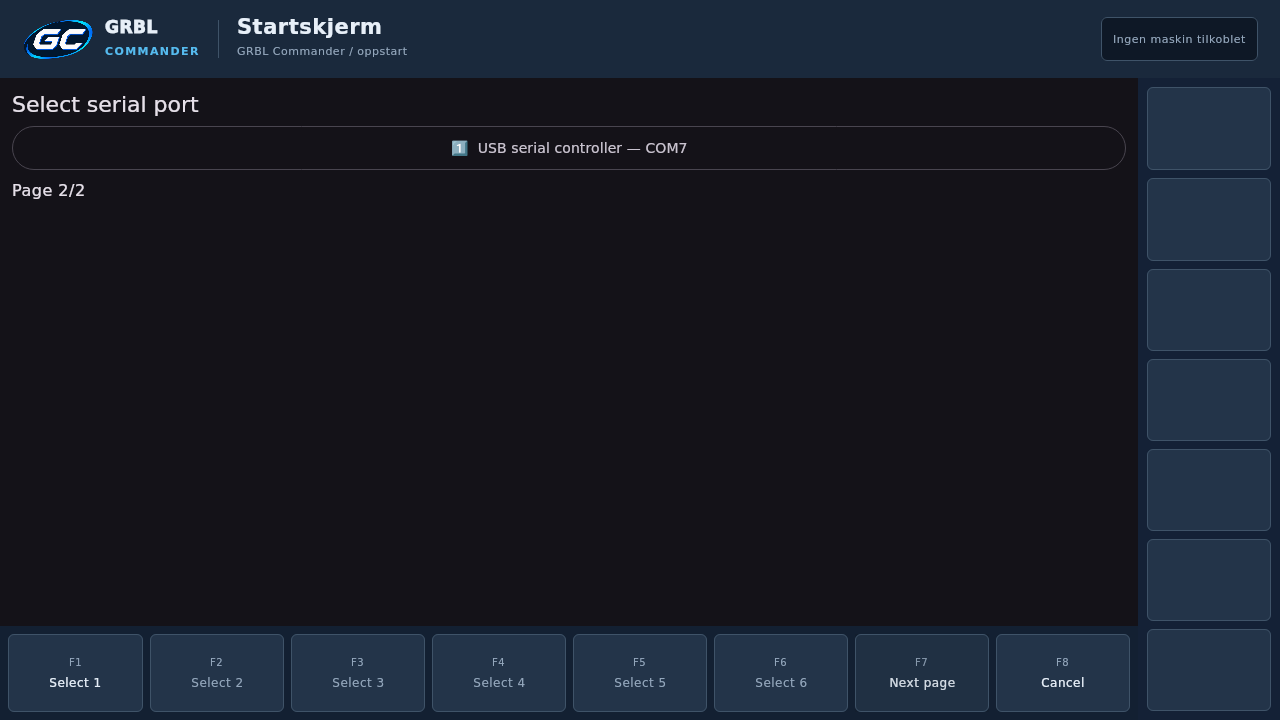 GC
GRBL
COMMANDER
Startskjerm
GRBL Commander / oppstart
Ingen maskin tilkoblet
Select serial port
1️⃣ USB serial controller — COM7
Page 2/2
F1
Select 1
F2
Select 2
F3
Select 3
F4
Select 4
F5
Select 5
F6
Select 6
F7
Next page
F8
Cancel